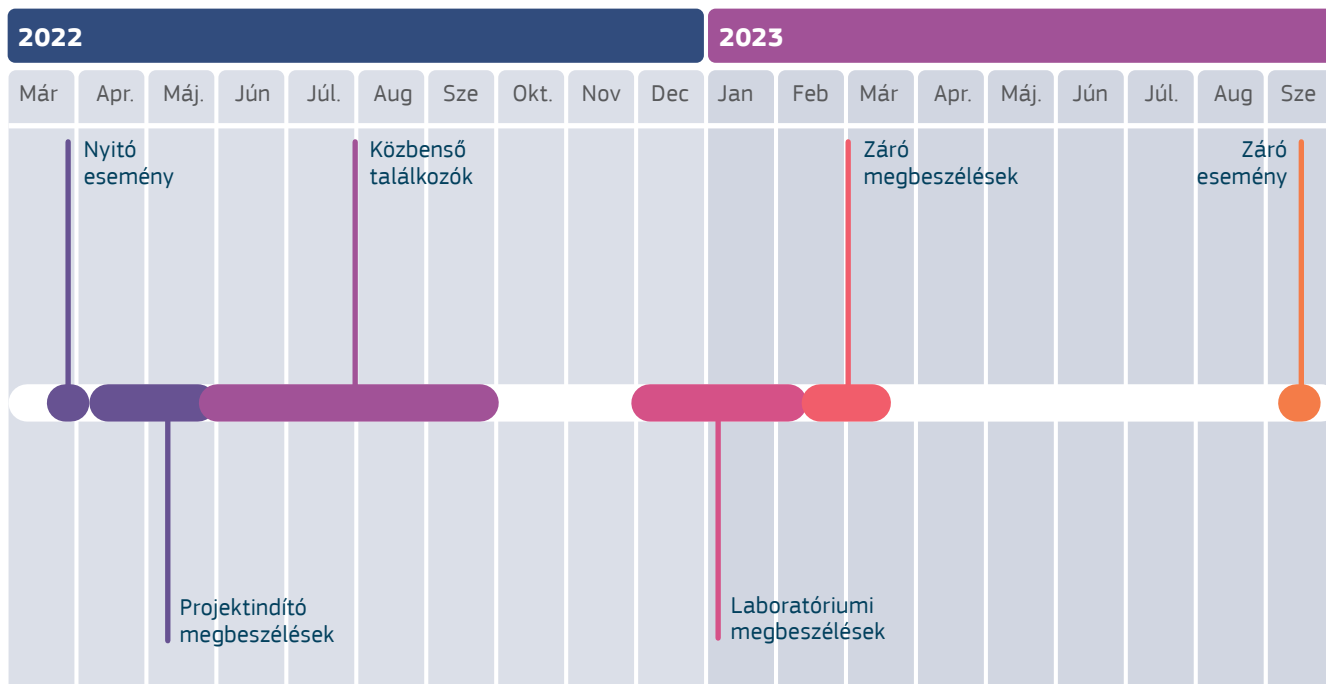 2022
2023
Már Apr. Máj. Jún Júl. Aug Sze Okt. Nov Dec Jan Feb Már Apr. Máj. Jún Júl. Aug Sze
Nyitó
esemény
Közbenső
találkozók
Záró
megbeszélések
Záró
esemény
Projektindító
megbeszélések
Laboratóriumi
megbeszélések